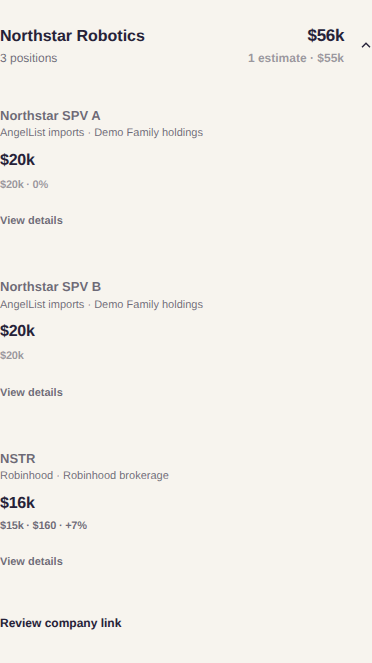 Northstar Robotics $56k
3 positions 1 estimate · $55k
Northstar SPV A
AngelList imports · Demo Family holdings
$20k
$20k · 0%
View details
Northstar SPV B
AngelList imports · Demo Family holdings
$20k
$20k
View details
NSTR
Robinhood · Robinhood brokerage
$16k
$15k · $160 · +7%
View details
Review company link